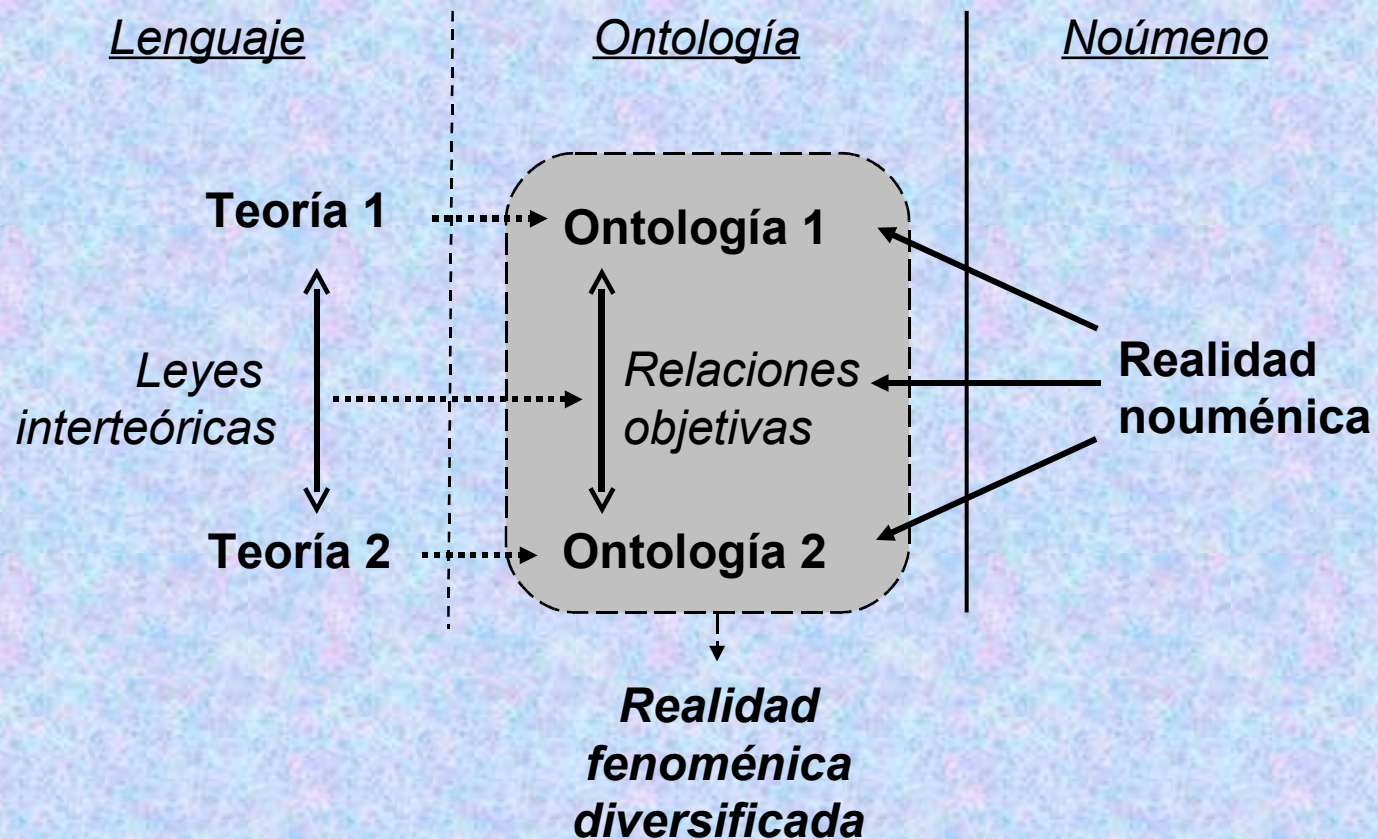 Lenguaje
Ontología
Noúmeno
Teoría 1
Ontología 1
Leyes
interteóricas
Relaciones
objetivas
Realidad
nouménica
Teoría 2
Ontología 2
Realidad
fenoménica
diversificada